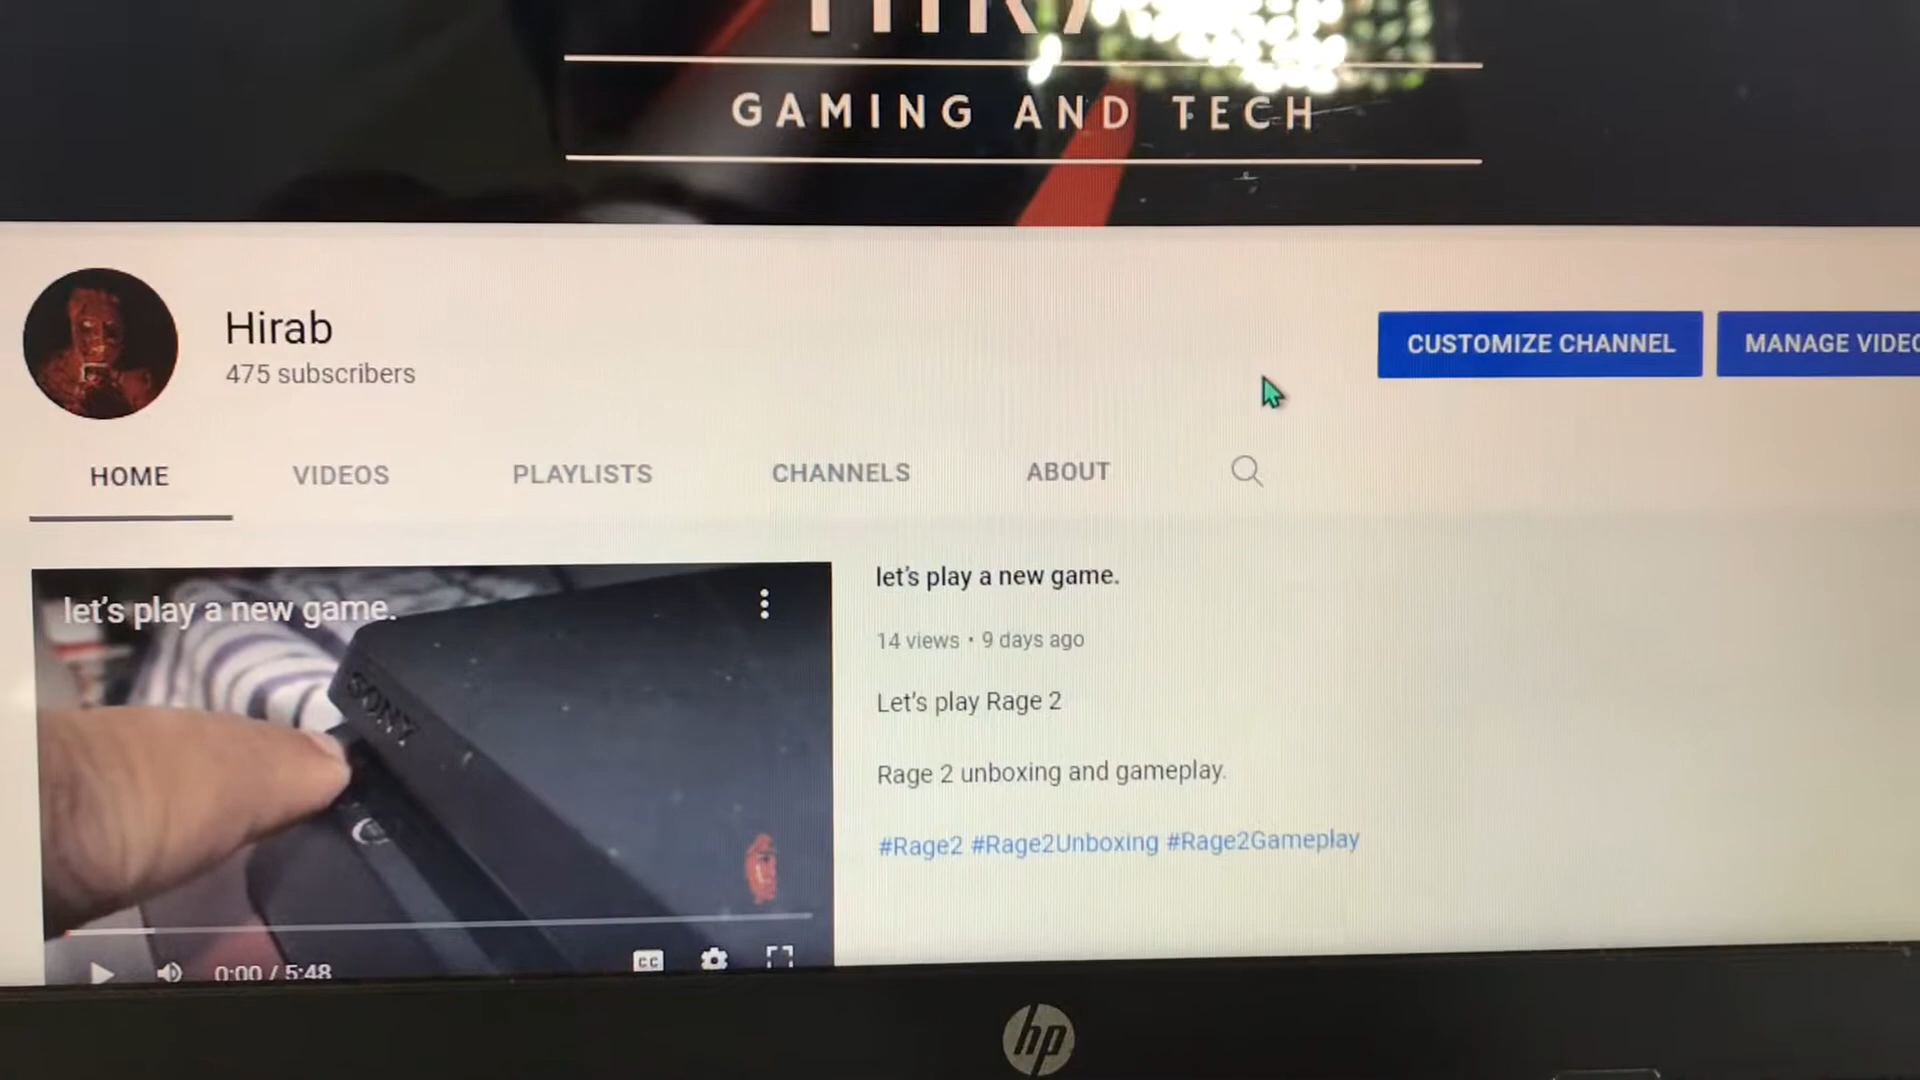 GAMING AND TECH
Hirab
475 subscribers
CUSTOMIZE CHANNEL
MANAGE
HOME
VIDEOS
PLAYLISTS
CHANNELS
ABOUT
let's play a new game.
SONY
CC
0:00 / 5:48
let's play a new game.
14 views • 9 days ago
Let's play Rage 2
Rage 2 unboxing and gameplay.
#Rage2 #Rage2Unboxing #Rage2Gameplay
hp